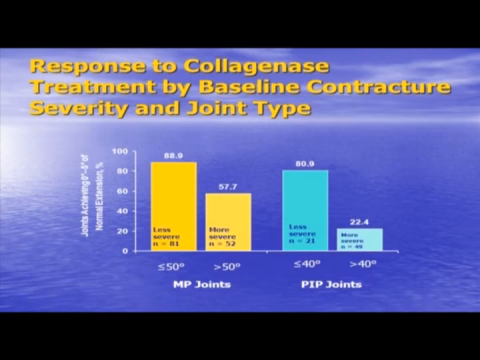 Response to Collagenase
Treatment by Baseline Contracture
Severity and Joint Type
Joints Achieving 0°–5° of
Normal Extension, %
100
80
60
40
20
0
88.9
57.7
80.9
22.4
Less
severe
n = 81
More
severe
n = 52
Less
severe
n = 21
More
severe
n = 49
≤50°
>50°
≤40°
>40°
MP Joints
PIP Joints